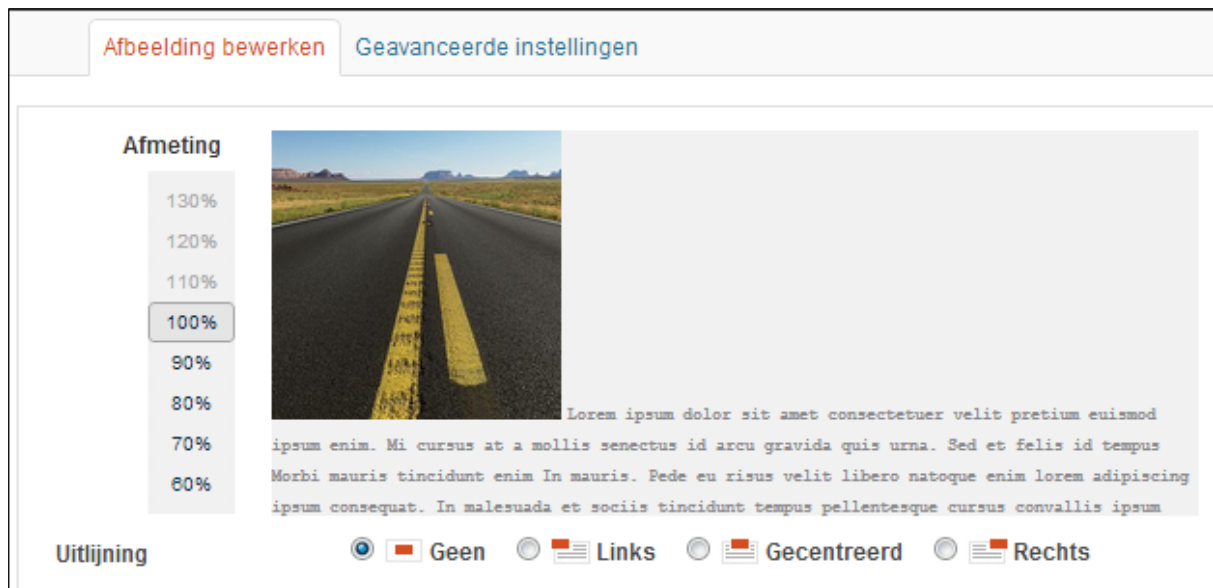 Afbeelding bewerken Geavanceerde instellingen
Afmeting
130%
120%
110%
100%
90%
80%
70%
60%
Lorem ipsum dolor sit amet consectetuer velit pretium euismod
ipsum enim. Mi cursus at a mollis senectus id arcu gravida quis urna. Sed et felis id tempus
Morbi mauris tincidunt enim In mauris. Pede eu risus velit libero natoque enim lorem adipiscing
ipsum consequat. In malesuada et sociis tincidunt tempus pellentesque cursus convallis ipsum
Uitlijning Geen Links Gecentreerd Rechts